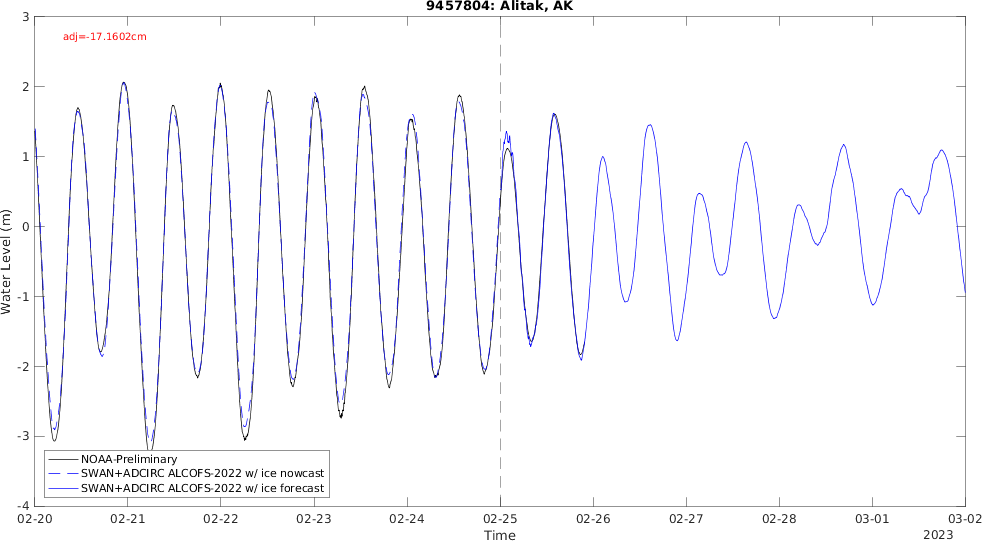 9457804: Alitak, AK
adj=-17.1602cm
Water Level (m)
3
2
1
0
-1
-2
-3
-4
NOAA-Preliminary
SWAN+ADCIRC ALCOFS-2022 w/ ice nowcast
SWAN+ADCIRC ALCOFS-2022 w/ ice forecast
02-20 02-21 02-22 02-23 02-24 02-25 02-26 02-27 02-28 03-01 03-02
Time
2023